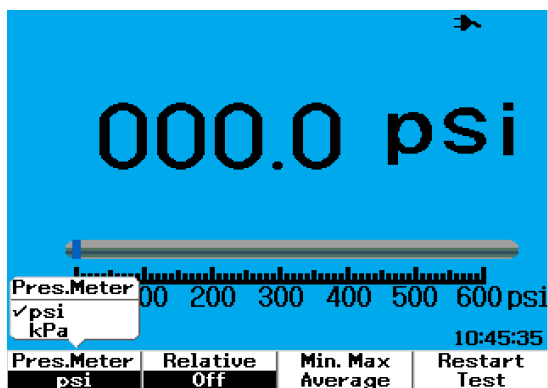 000.0 psi
00 200 300 400 500 600 psi
Pres.Meter
✓psi
kPa
10:45:35
Pres.Meter Relative Min. Max Restart
psi Off Average Test